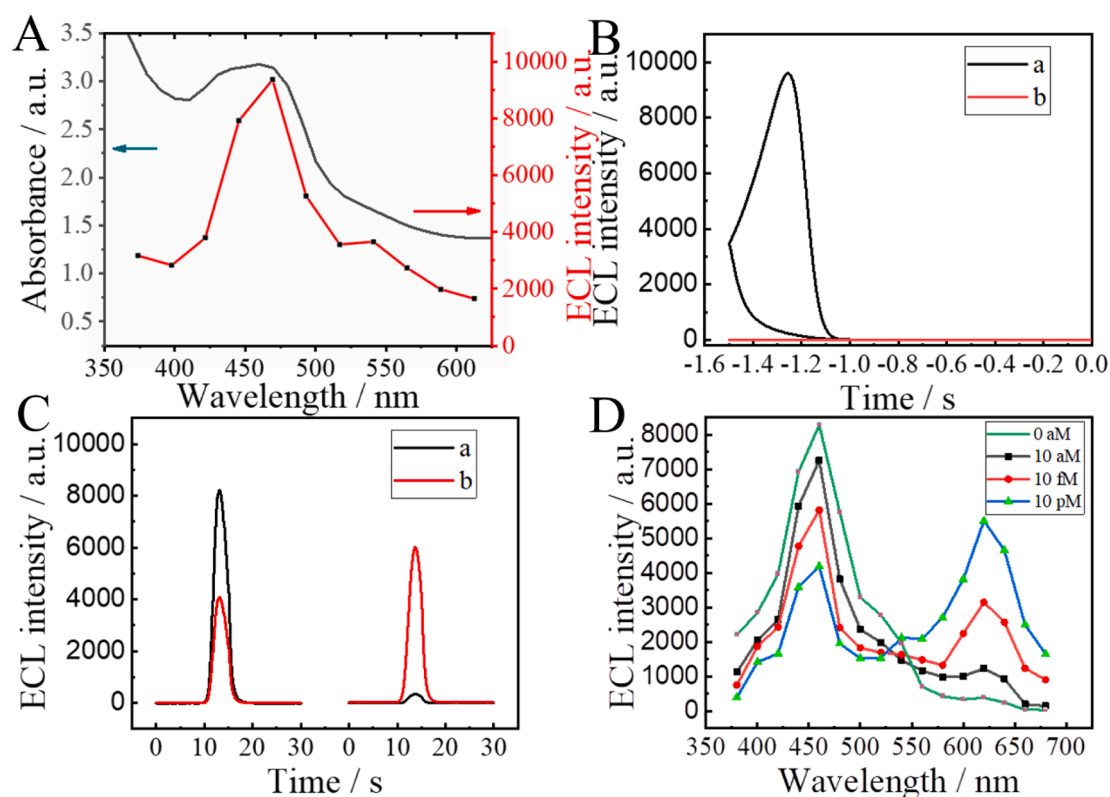 A
3.5
3.0
2.5
2.0
1.5
1.0
0.5
Absorbance / a.u.
350 400 450 500 550 600
Wavelength / nm
10000
8000
6000
4000
2000
0
ECL intensity / a.u.
B
10000
8000
6000
4000
2000
0
ECL intensity / a.u.
a
b
-1.6 -1.4 -1.2 -1.0 -0.8 -0.6 -0.4 -0.2 0.0
Time / s
C
10000
8000
6000
4000
2000
0
ECL intensity / a.u.
a
b
0 10 20 30 0 10 20 30
Time / s
D
8000
7000
6000
5000
4000
3000
2000
1000
0
ECL intensity / a.u.
0 aM
10 aM
10 fM
10 pM
350 400 450 500 550 600 650 700
Wavelength / nm